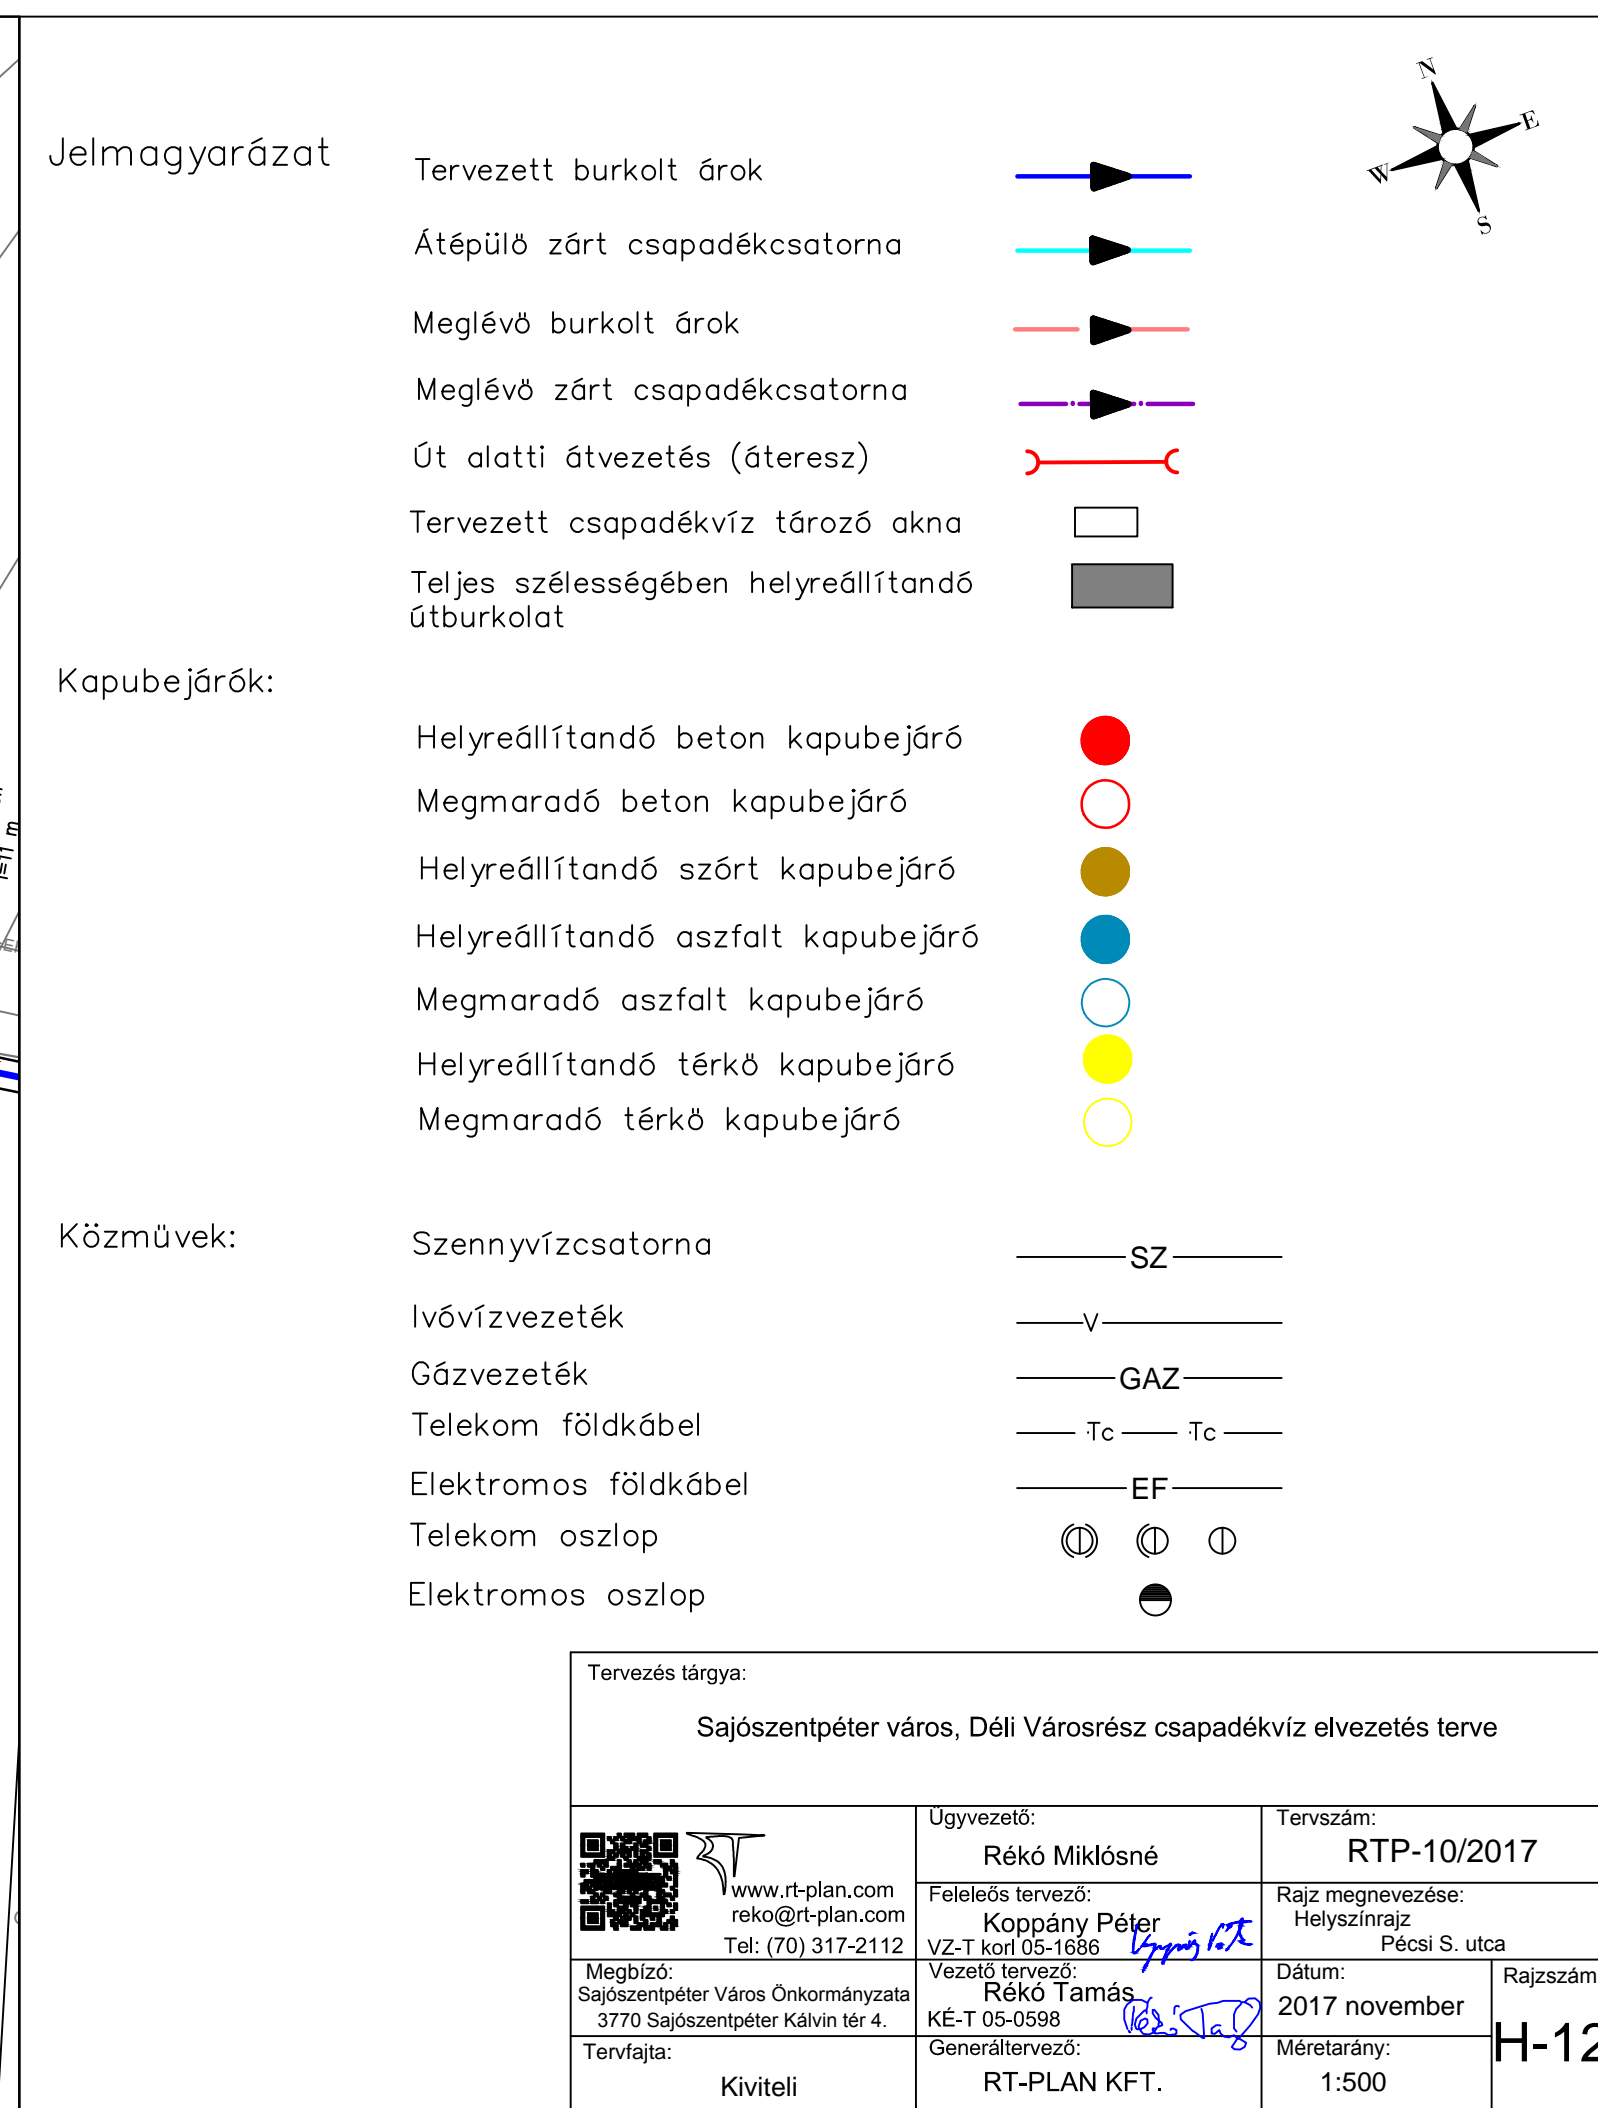 N
E
W
S
Jelmagyarázat
Tervezett burkolt árok
Átépülö zárt csapadékcsatorna
Meglévö burkolt árok
Meglévö zárt csapadékcsatorna
Út alatti átvezetés (áteresz)
Tervezett csapadékvíz tározó akna
Teljes szélességében helyreállítandó
útburkolat
Kapubejárók:
Helyreállítandó beton kapubejáró
Megmaradó beton kapubejáró
Helyreállítandó szórt kapubejáró
Helyreállítandó aszfalt kapubejáró
Megmaradó aszfalt kapubejáró
Helyreállítandó térkö kapubejáró
Megmaradó térkö kapubejáró
l=11 m
Közmüvek:
Szennyvízcsatorna SZ
Ivóvízvezeték V
Gázvezeték GAZ
Telekom földkábel Tc Tc
Elektromos földkábel EF
Telekom oszlop
Elektromos oszlop
Tervezés tárgya:
Sajószentpéter város, Déli Városrész csapadékvíz elvezetés terve
RT
www.rt-plan.com
reko@rt-plan.com
Tel: (70) 317-2112
Ügyvezető:
Rékó Miklósné
Tervszám:
RTP-10/2017
Feleleős tervező:
Koppány Péter
VZ-T korl 05-1686
Rajz megnevezése:
Helyszínrajz
Pécsi S. utca
Megbízó:
Sajószentpéter Város Önkormányzata
3770 Sajószentpéter Kálvin tér 4.
Vezető tervező:
Rékó Tamás
KÉ-T 05-0598
Dátum:
2017 november
Rajzszám
H-12
Tervfajta:
Kiviteli
Generáltervező:
RT-PLAN KFT.
Méretarány:
1:500